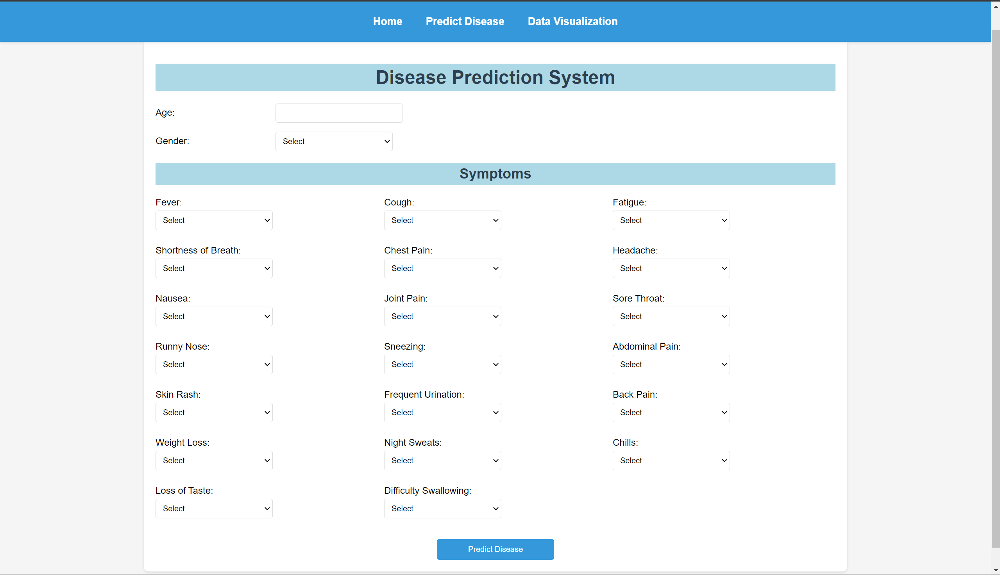 Home Predict Disease Data Visualization
Disease Prediction System
Age:
Gender: Select
Symptoms
Fever: Cough: Fatigue:
Select Select Select
Shortness of Breath: Chest Pain: Headache:
Select Select Select
Nausea: Joint Pain: Sore Throat:
Select Select Select
Runny Nose: Sneezing: Abdominal Pain:
Select Select Select
Skin Rash: Frequent Urination: Back Pain:
Select Select Select
Weight Loss: Night Sweats: Chills:
Select Select Select
Loss of Taste: Difficulty Swallowing:
Select Select
Predict Disease